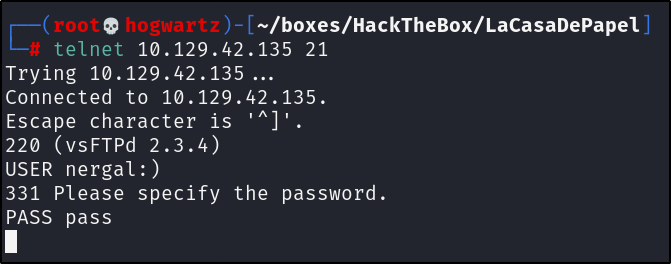 ┌──(root💀hogwartz)-[~/boxes/HackTheBox/LaCasaDePapel]
└─# telnet 10.129.42.135 21
Trying 10.129.42.135...
Connected to 10.129.42.135.
Escape character is '^]'.
220 (vsFTPd 2.3.4)
USER nergal:)
331 Please specify the password.
PASS pass